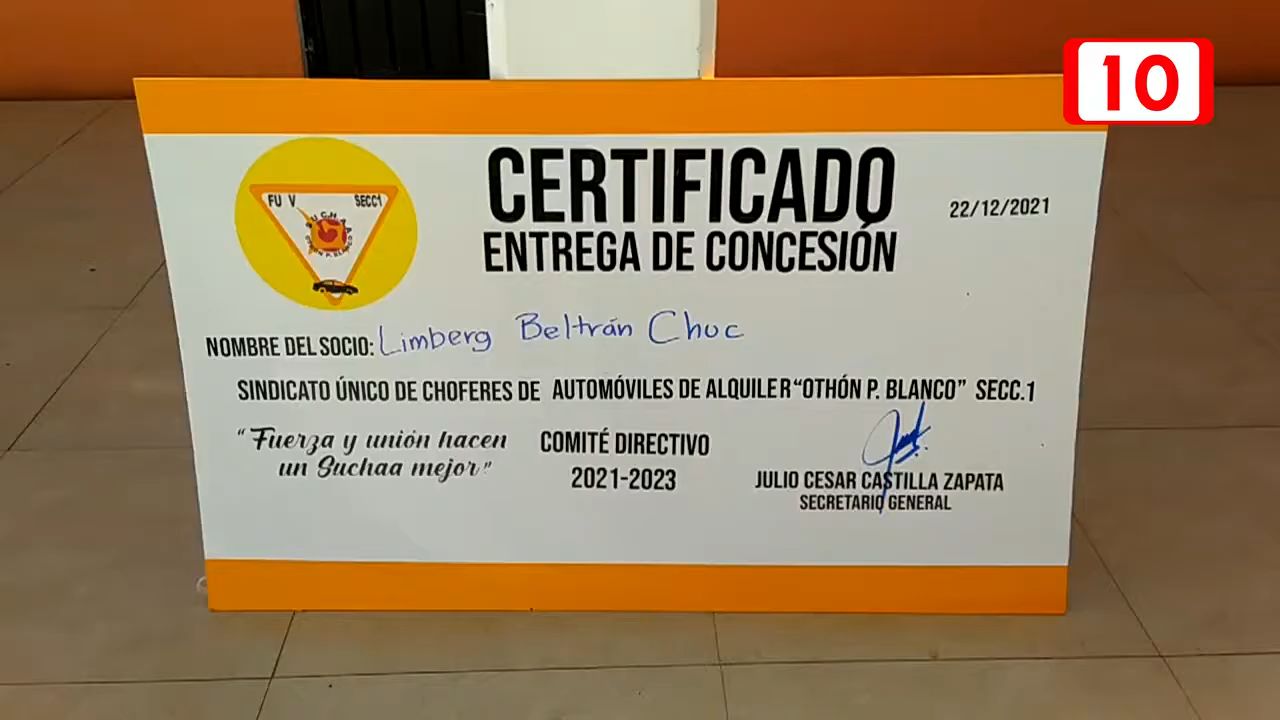 10
FU V SECC1
CERTIFICADO
ENTREGA DE CONCESIÓN
22/12/2021
NOMBRE DEL SOCIO: Limberg Beltrán Chuc
SINDICATO ÚNICO DE CHOFERES DE AUTOMÓVILES DE ALQUILER "OTHÓN P. BLANCO" SECC.1
"Fuerza y unión hacen
un Suchaa mejor"
COMITÉ DIRECTIVO
2021-2023
JULIO CESAR CASTILLA ZAPATA
SECRETARIO GENERAL